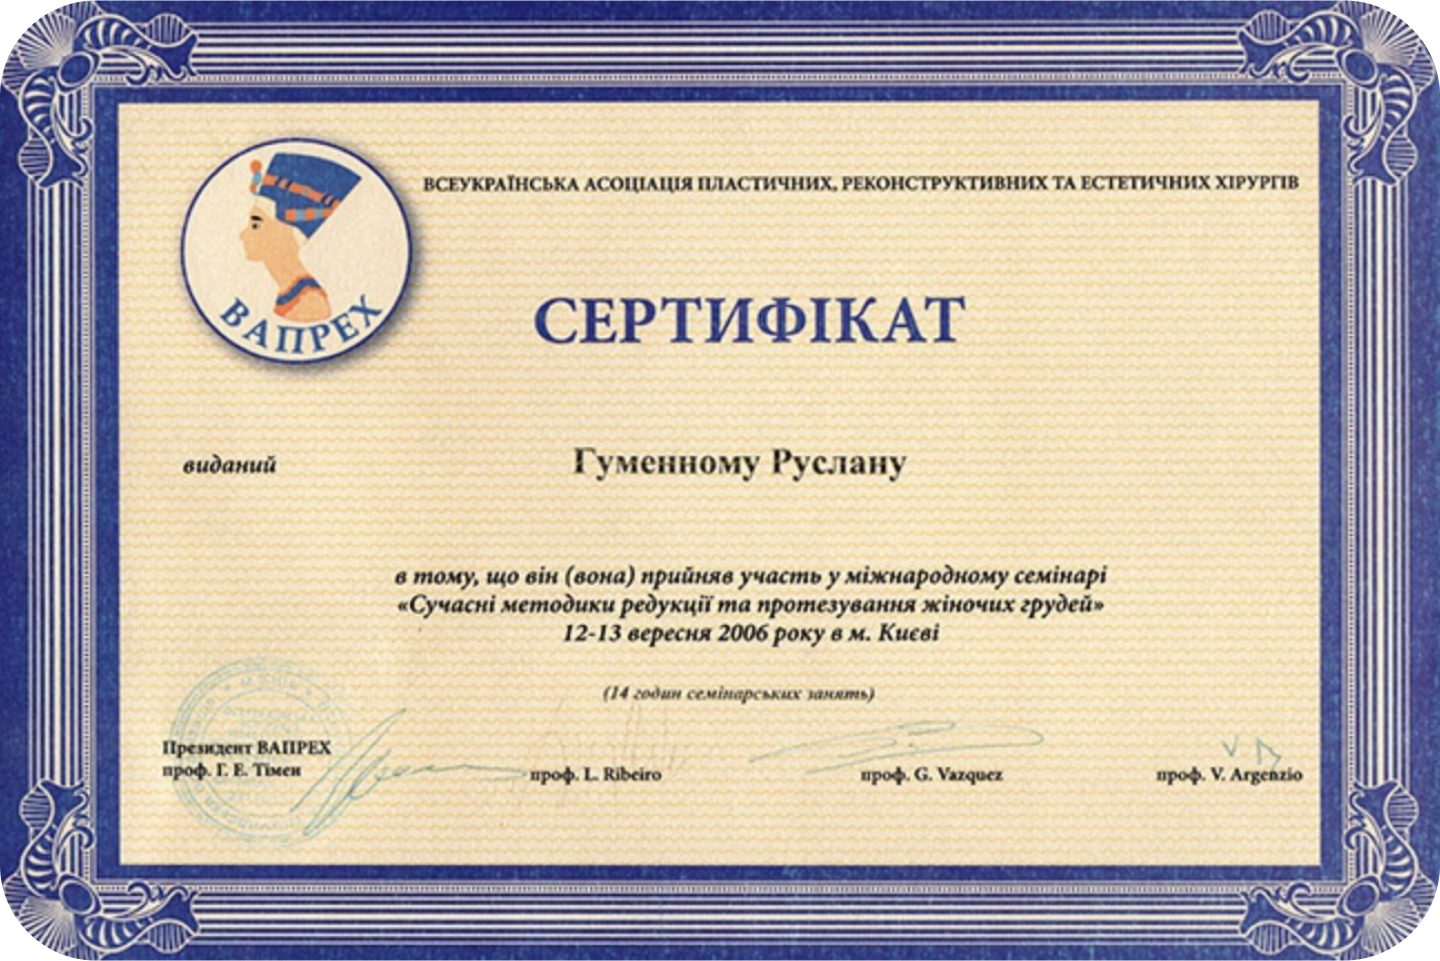 ВСЕУКРАЇНСЬКА АСОЦІАЦІЯ ПЛАСТИЧНИХ, РЕКОНСТРУКТИВНИХ ТА ЕСТЕТИЧНИХ ХІРУРГІВ
ВАПРЕХ
СЕРТИФІКАТ
виданий Гуменному Руслану
в тому, що він (вона) прийняв участь у міжнародному семінарі
«Сучасні методики редукції та протезування жіночих грудей»
12-13 вересня 2006 року в м. Києві
(14 годин семінарських занять)
Президент ВАПРЕХ
проф. Г. Е. Тімен проф. L. Ribeiro проф. G. Vazquez проф. V. Argenzio